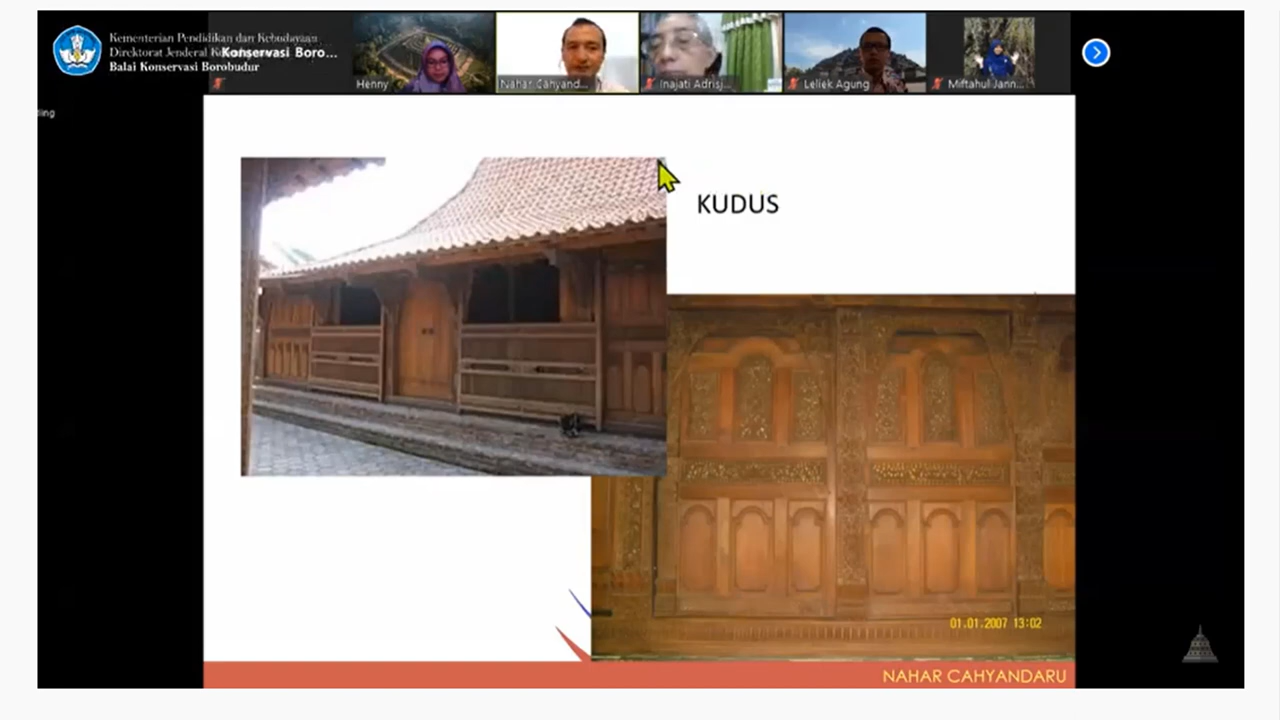 Kementerian Pendidikan dan Kebudayaan
Direktorat Jenderal
Konservasi Boro...
Balai Konservasi Borobudur
Henny
Nahar Cahyand...
Inajati Adrisj...
Leliek Agung
Miftahul Jann...
ding
KUDUS
01.01.2007 13:02
NAHAR CAHYANDARU